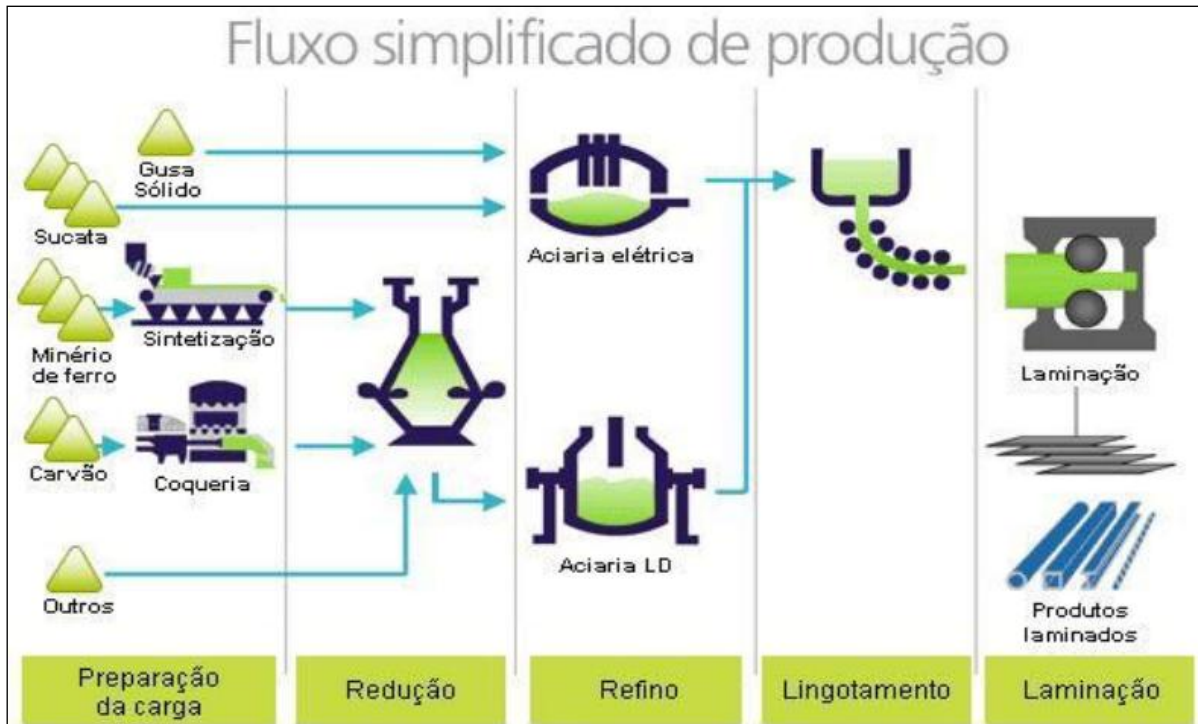 Fluxo simplificado de produção
Gusa
Sólido
Sucata
Minério
de ferro
Sintetização
Carvão
Coqueria
Outros
Aciaria elétrica
Aciaria LD
Laminação
Produtos
laminados
Preparação
da carga
Redução
Refino
Lingotamento
Laminação